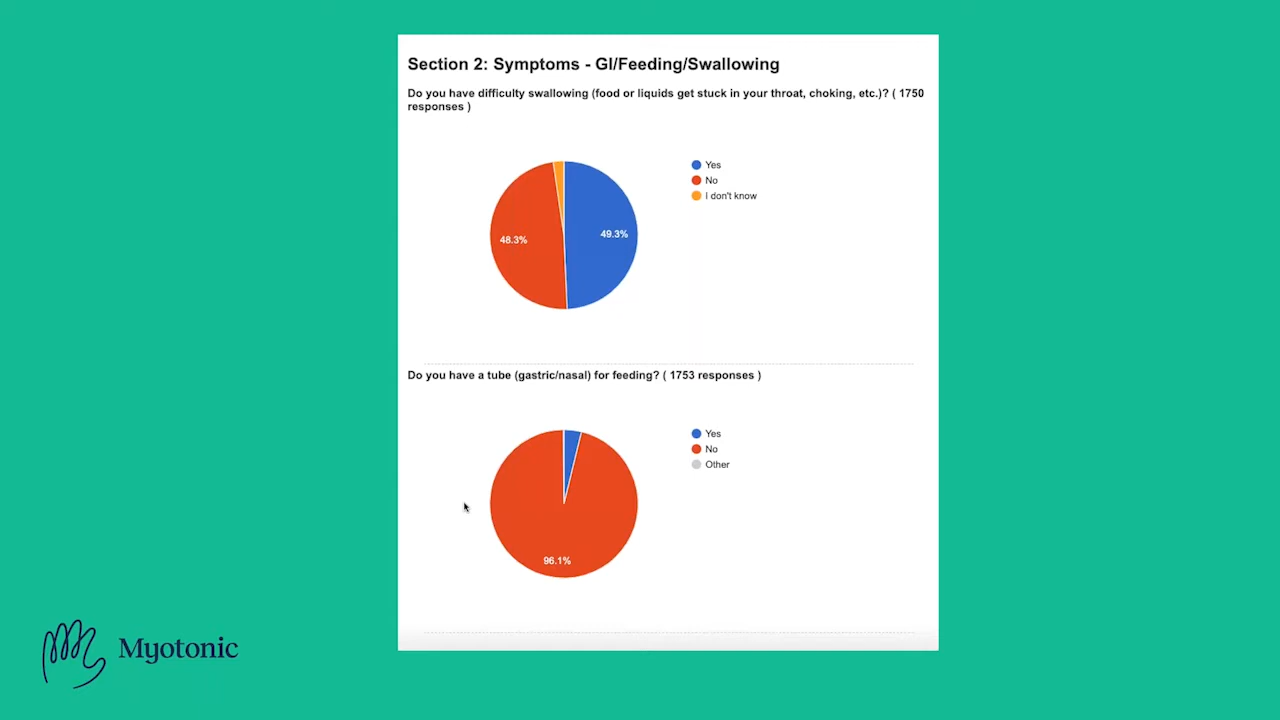 Section 2: Symptoms - GI/Feeding/Swallowing
Do you have difficulty swallowing (food or liquids get stuck in your throat, choking, etc.)? ( 1750
responses )
Yes
No
I don't know
49.3%
48.3%
Do you have a tube (gastric/nasal) for feeding? ( 1753 responses )
Yes
No
Other
96.1%
Myotonic